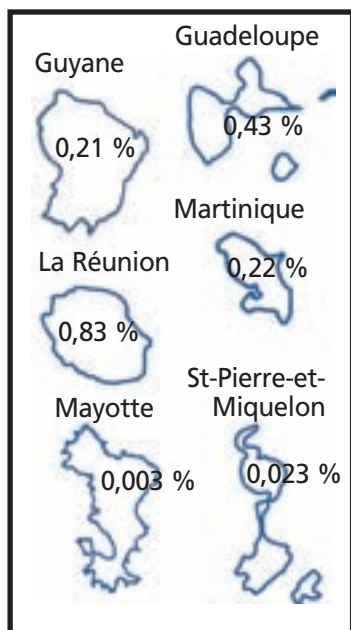 Guadeloupe
Guyane
0,43 %
0,21 %
Martinique
La Réunion
0,22 %
0,83 %
St-Pierre-et-
Miquelon
Mayotte
0,003 %
0,023 %